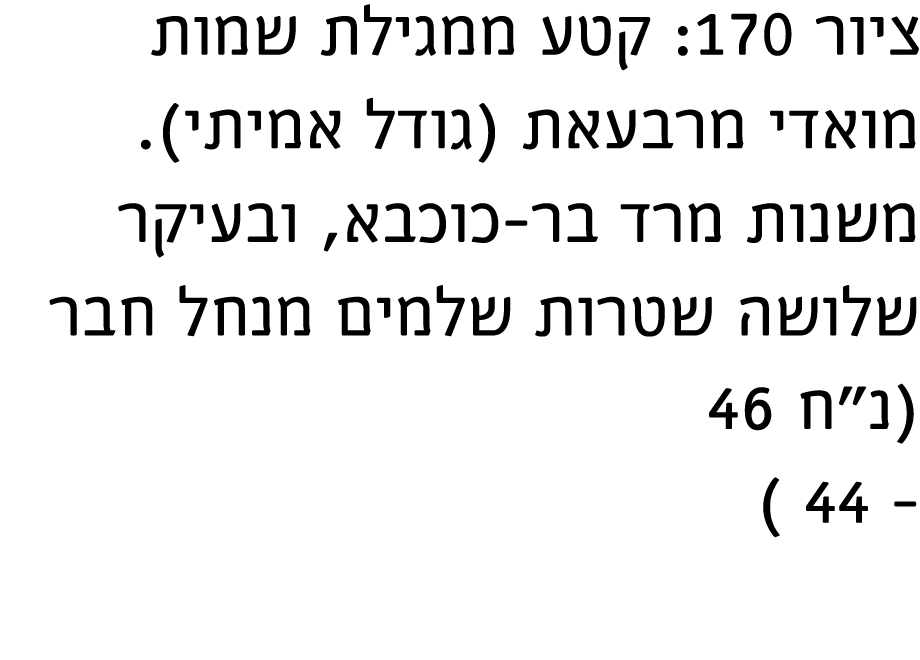 ציור 170: קטע ממגילת שמות
מואדי מרבעאת (גודל אמיתי).
משנות מרד בר-כוכבא, ובעיקר
שלושה שטרות שלמים מנחל חבר
(נ״ח 46
- 44 )